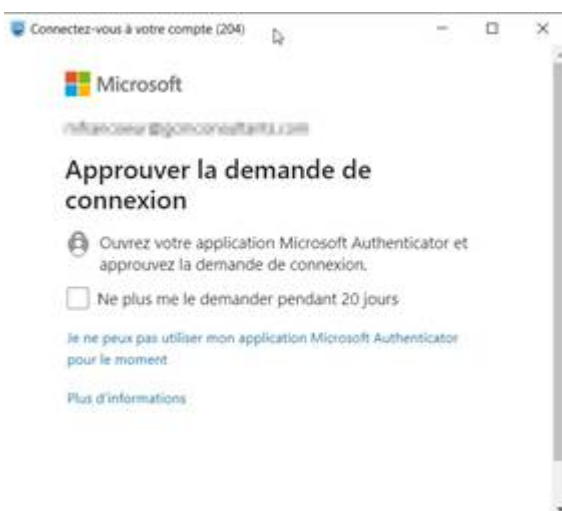 Connectez-vous à votre compte (204)
Microsoft
Approuver la demande de
connexion
Ouvrez votre application Microsoft Authenticator et
approuvez la demande de connexion.
Ne plus me le demander pendant 20 jours
Je ne peux pas utiliser mon application Microsoft Authenticator
pour le moment
Plus d'informations